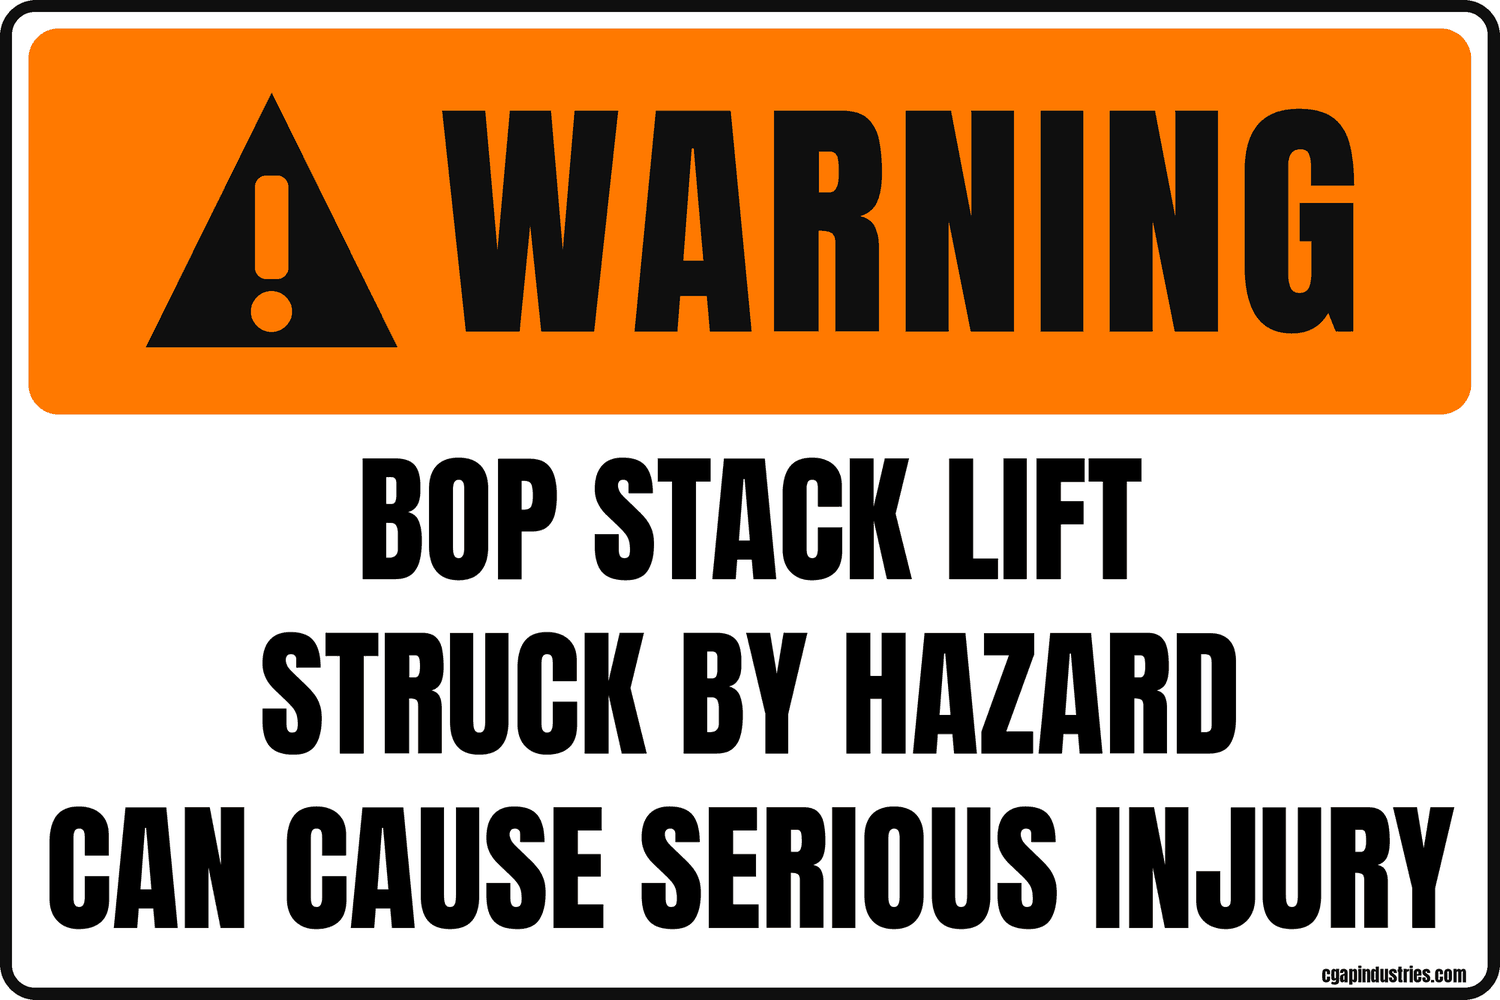 WARNING
BOP STACK LIFT
STRUCK BY HAZARD
CAN CAUSE SERIOUS INJURY
cgapindustries.com